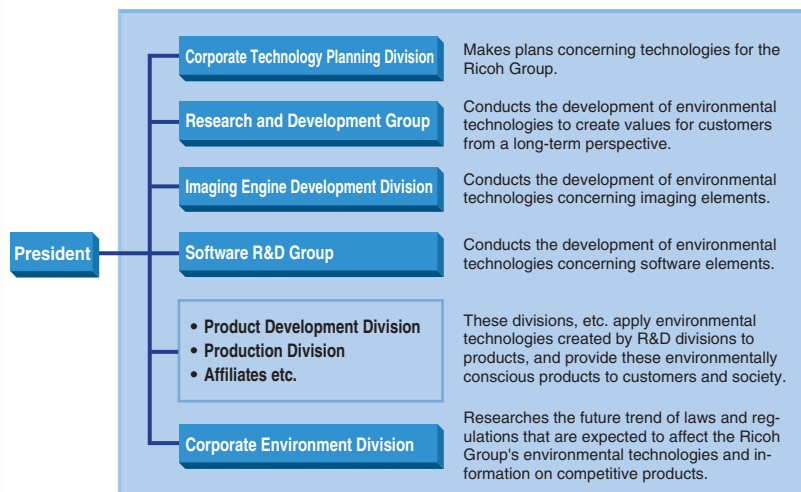 President
Corporate Technology Planning Division
Makes plans concerning technologies for the
Ricoh Group.
Research and Development Group
Conducts the development of environmental
technologies to create values for customers
from a long-term perspective.
Imaging Engine Development Division
Conducts the development of environmental
technologies concerning imaging elements.
Software R&D Group
Conducts the development of environmental
technologies concerning software elements.
• Product Development Division
• Production Division
• Affiliates etc.
These divisions, etc. apply environmental
technologies created by R&D divisions to
products, and provide these environmentally
conscious products to customers and society.
Corporate Environment Division
Researches the future trend of laws and reg-
ulations that are expected to affect the Ricoh
Group's environmental technologies and in-
formation on competitive products.